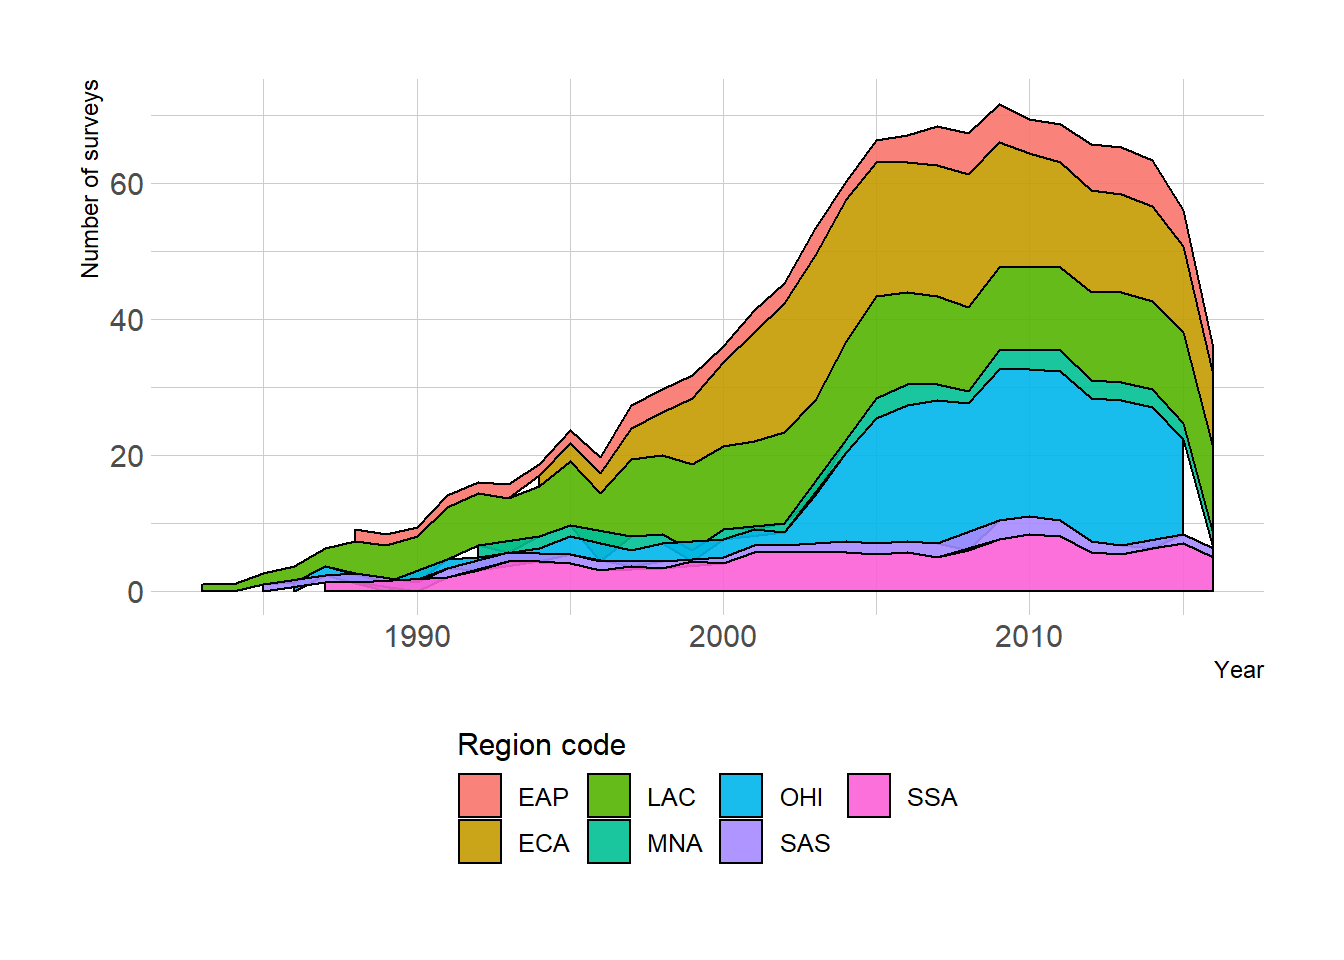 Number of surveys
60
40
20
0
1990 2000 2010
Year
Region code
EAP LAC OHI SSA
ECA MNA SAS